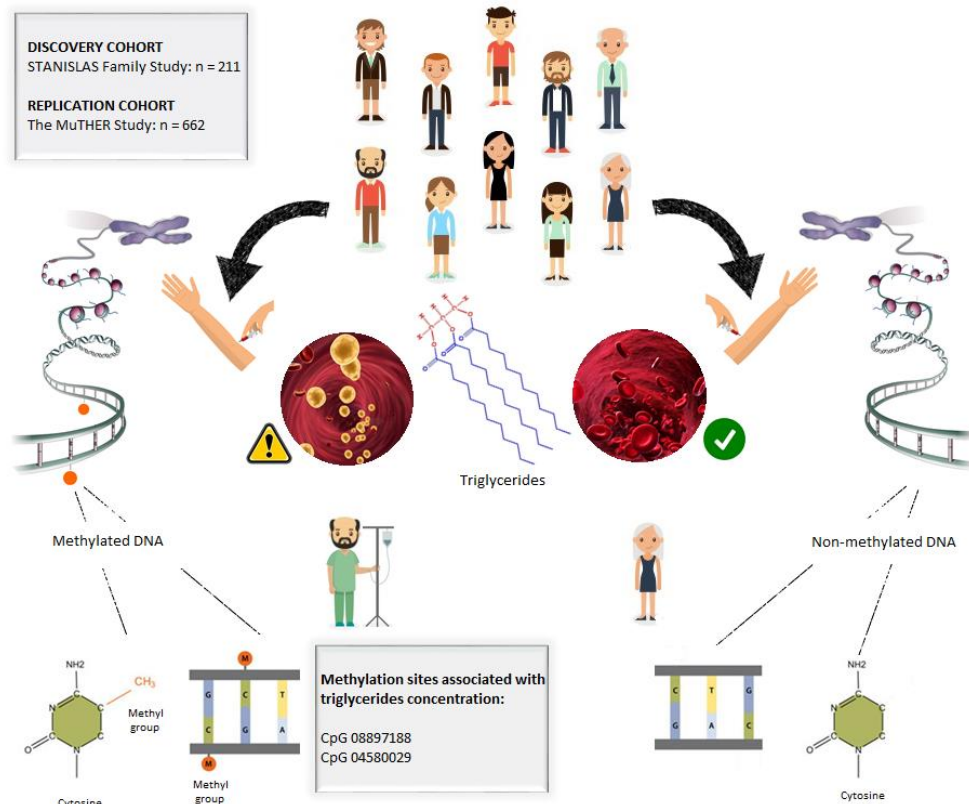 DISCOVERY COHORT
STANISLAS Family Study: n = 211
REPLICATION COHORT
The MuTHER Study: n = 662
Triglycerides
Methylated DNA
Non-methylated DNA
NH2
CH3
N
C
C
C
O
N
Methyl
group
Cytosine
M
G C T
C G A
M
Methyl
group
Methylation sites associated with
triglycerides concentration:
CpG 08897188
CpG 04580029
C T G
G A C
NH2
N
C
C
C
O
N
Cytosine